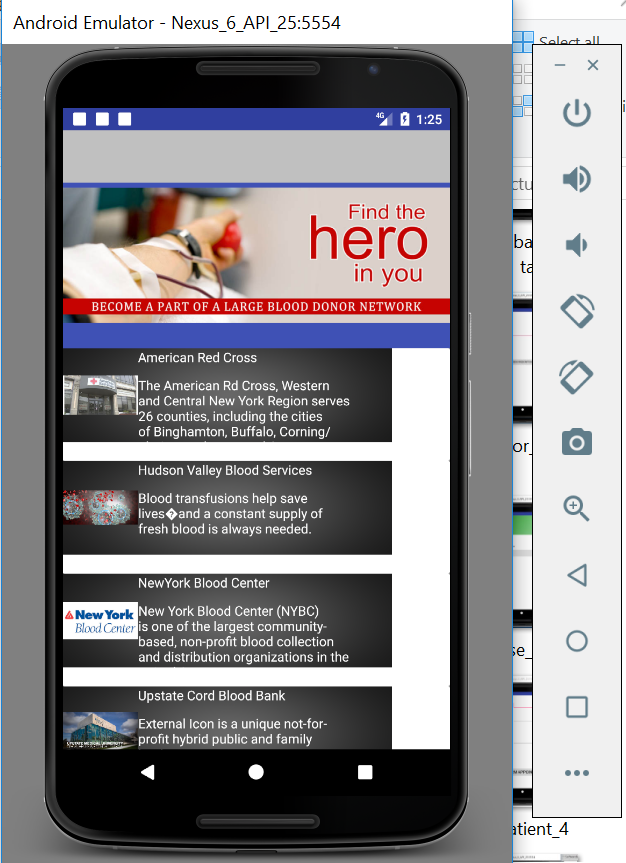 Android Emulator - Nexus_6_API_25:5554
Select all
4G 1:25
Find the
hero
in you
BECOME A PART OF A LARGE BLOOD DONOR NETWORK
American Red Cross
The American Rd Cross, Western
and Central New York Region serves
26 counties, including the cities
of Binghamton, Buffalo, Corning/
Hudson Valley Blood Services
Blood transfusions help save
lives�and a constant supply of
fresh blood is always needed.
NewYork Blood Center
New York
Blood Center
New York Blood Center (NYBC)
is one of the largest community-
based, non-profit blood collection
and distribution organizations in the
Upstate Cord Blood Bank
External Icon is a unique not-for-
profit hybrid public and family
UPSTATE MEDICAL UNIVERSITY
atient_4